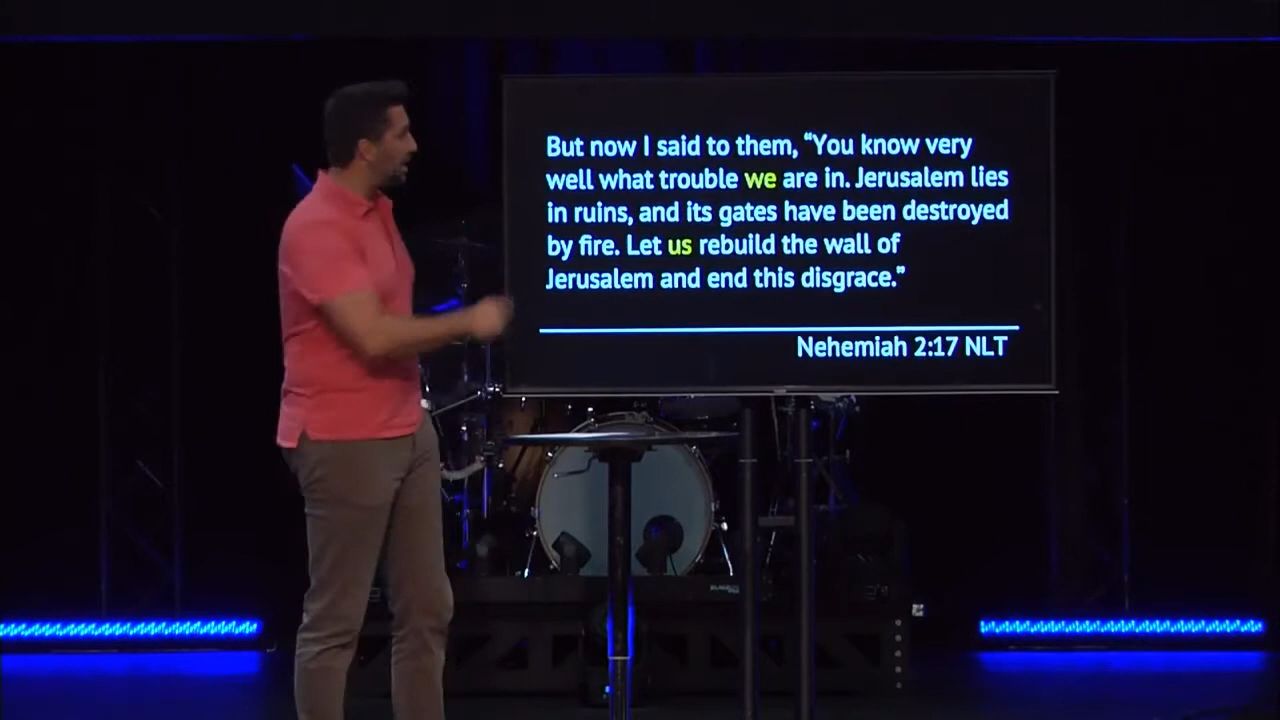 But now I said to them, “You know very
well what trouble we are in. Jerusalem lies
in ruins, and its gates have been destroyed
by fire. Let us rebuild the wall of
Jerusalem and end this disgrace.”
Nehemiah 2:17 NLT